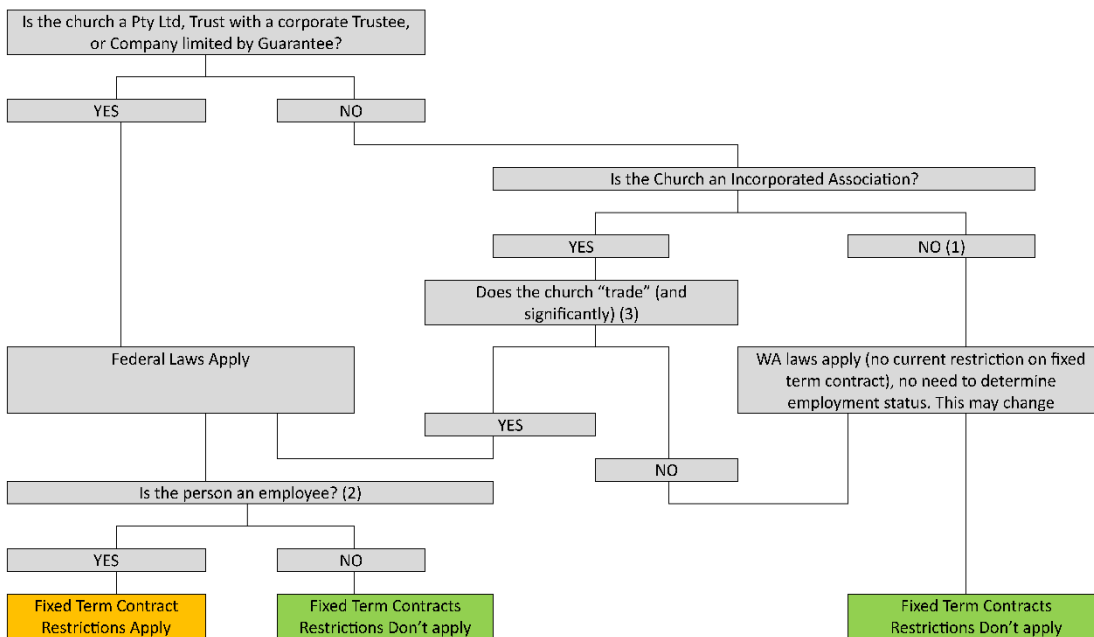 Is the church a Pty Ltd, Trust with a corporate Trustee,
or Company limited by Guarantee?
YES
NO
Is the Church an Incorporated Association?
YES
NO (1)
Does the church “trade” (and
significantly) (3)
Federal Laws Apply
WA laws apply (no current restriction on fixed
term contract), no need to determine
employment status. This may change
YES
NO
Is the person an employee? (2)
YES
NO
Fixed Term Contract
Restrictions Apply
Fixed Term Contracts
Restrictions Don’t apply
Fixed Term Contracts
Restrictions Don’t apply